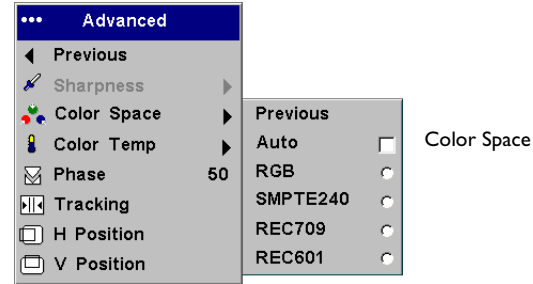 ••• Advanced
Previous
Sharpness
Color Space
Color Temp
Phase 50
Tracking
H Position
V Position
Previous
Auto
RGB
SMPTE240
REC709
REC601
Color Space